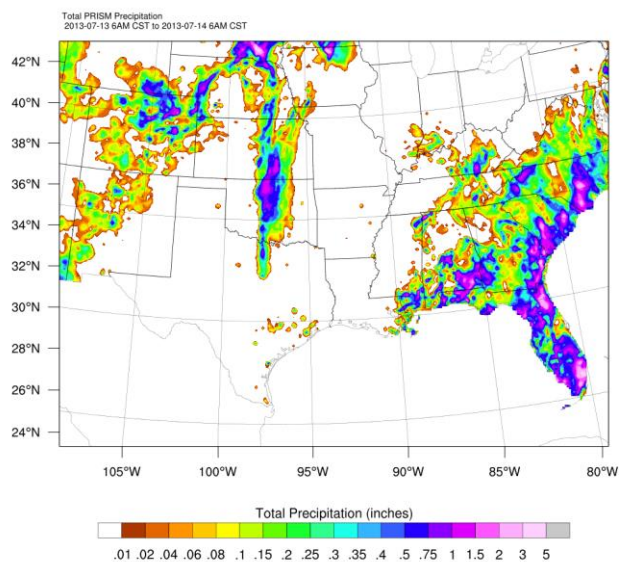 Total PRISM Precipitation
2013-07-13 6AM CST to 2013-07-14 6AM CST
42°N
40°N
38°N
36°N
34°N
32°N
30°N
28°N
26°N
24°N
105°W 100°W 95°W 90°W 85°W 80°W
Total Precipitation (inches)
.01 .02 .04 .06 .08 .1 .15 .2 .25 .3 .35 .4 .5 .75 1 1.5 2 3 5